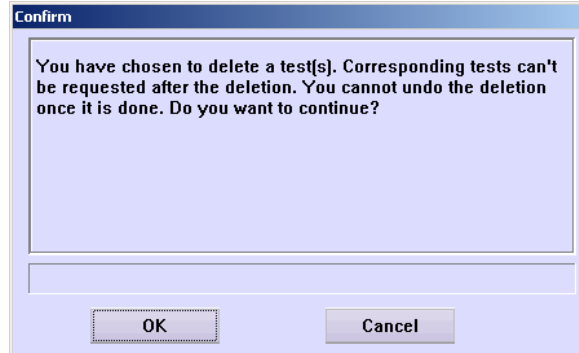 Confirm
You have chosen to delete a test(s). Corresponding tests can't
be requested after the deletion. You cannot undo the deletion
once it is done. Do you want to continue?
OK
Cancel